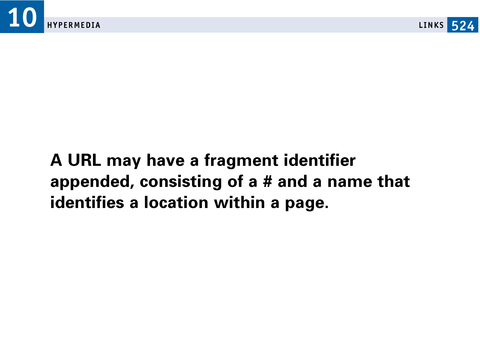 10
HYPERMEDIA
LINKS 524
A URL may have a fragment identifier
appended, consisting of a # and a name that
identifies a location within a page.